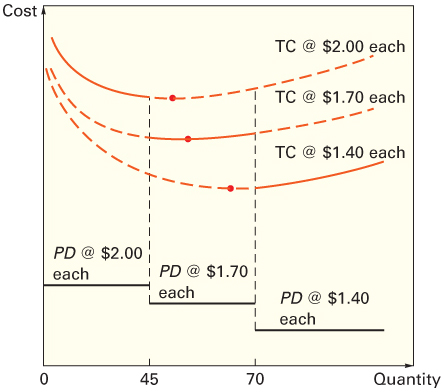 Cost
TC @ $2.00 each
TC @ $1.70 each
TC @ $1.40 each
PD @ $2.00
each
PD @ $1.70
each
PD @ $1.40
each
0
45
70
Quantity